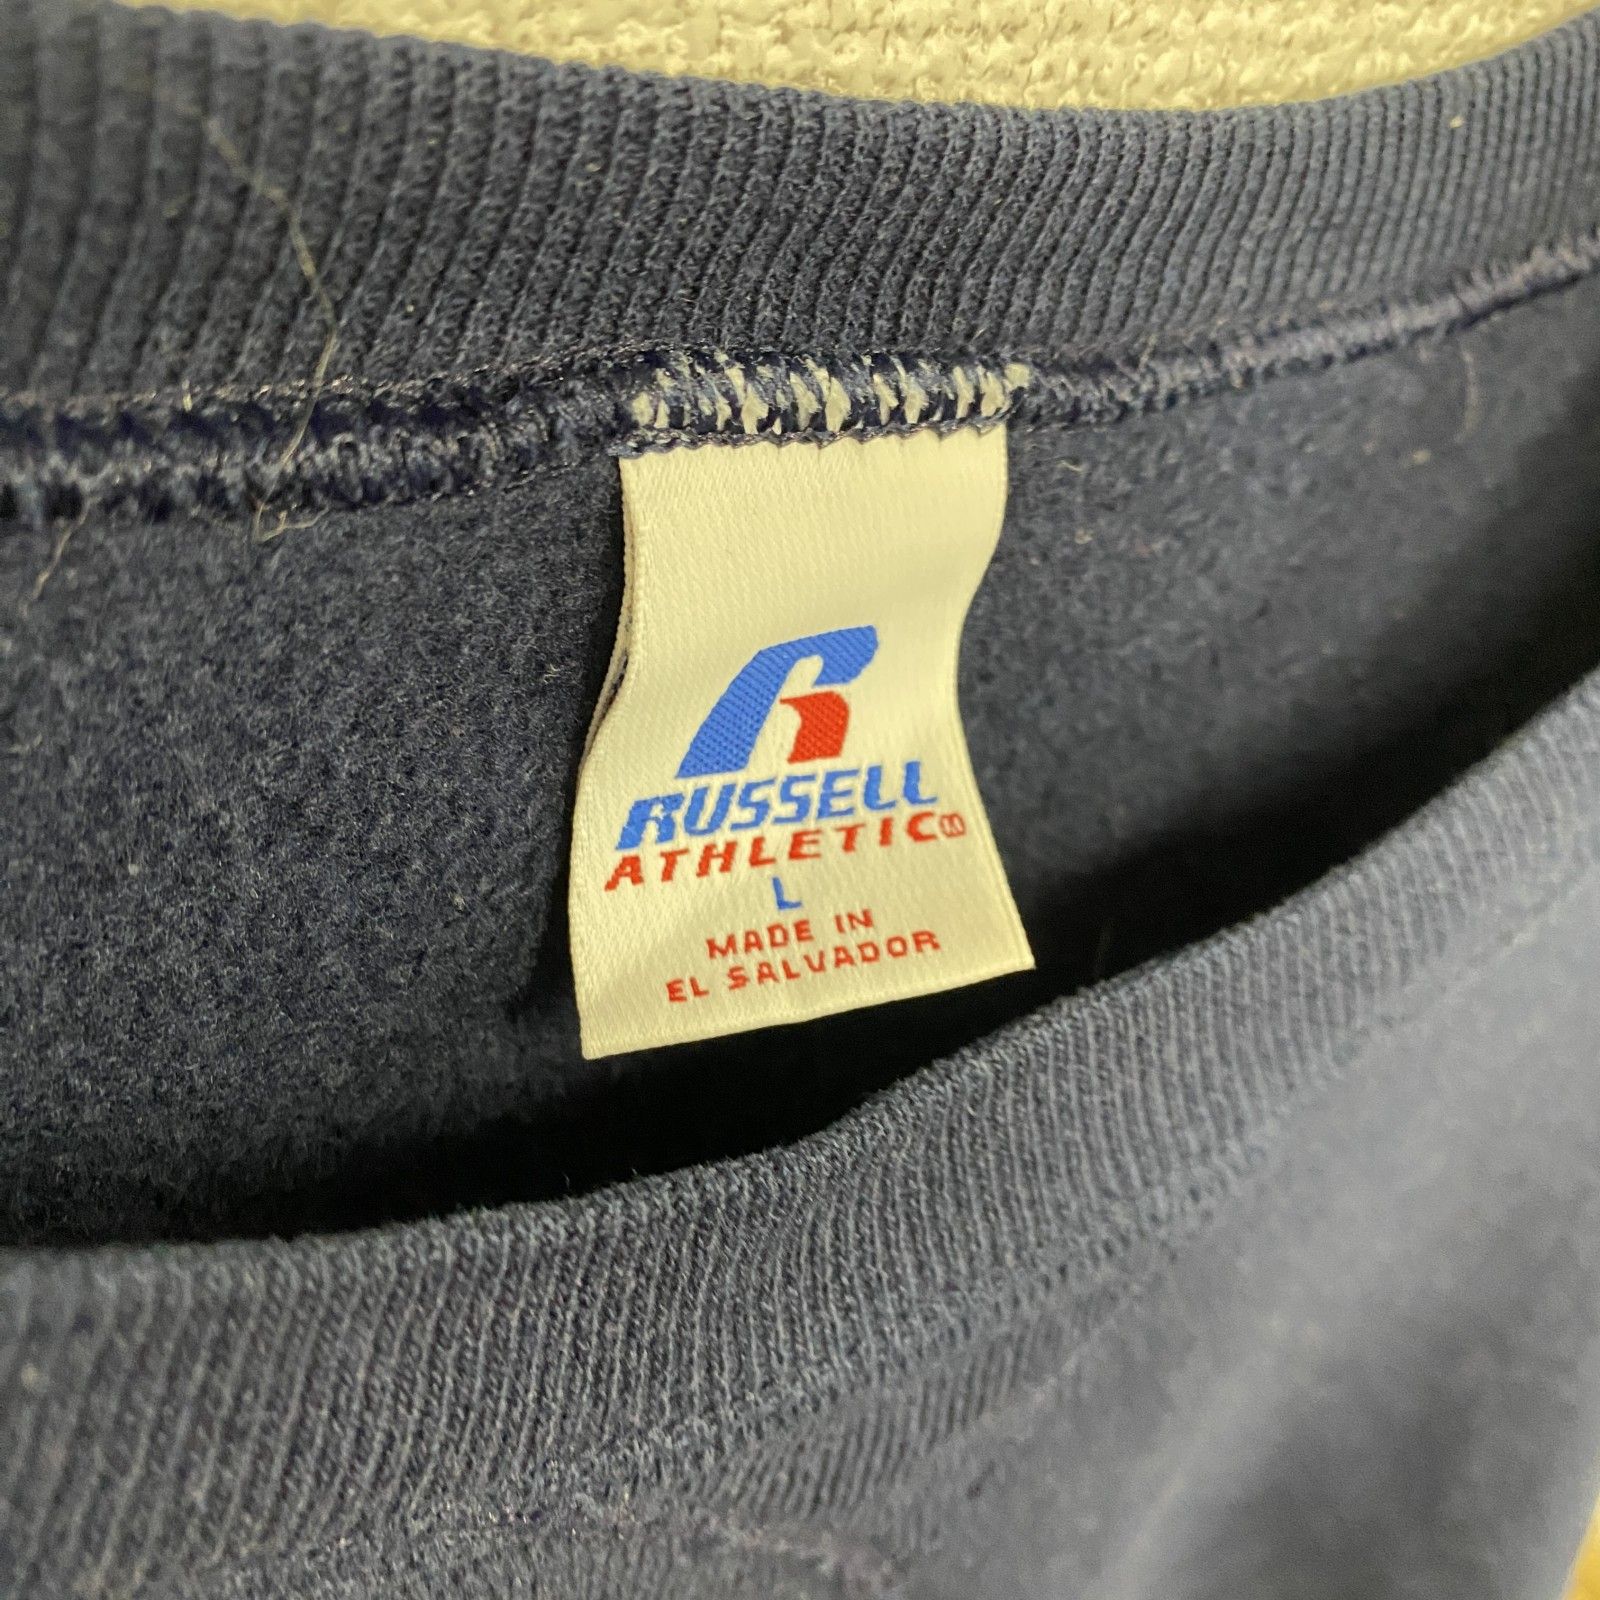 RUSSELL
ATHLETIC®
L
MADE IN
EL SALVADOR